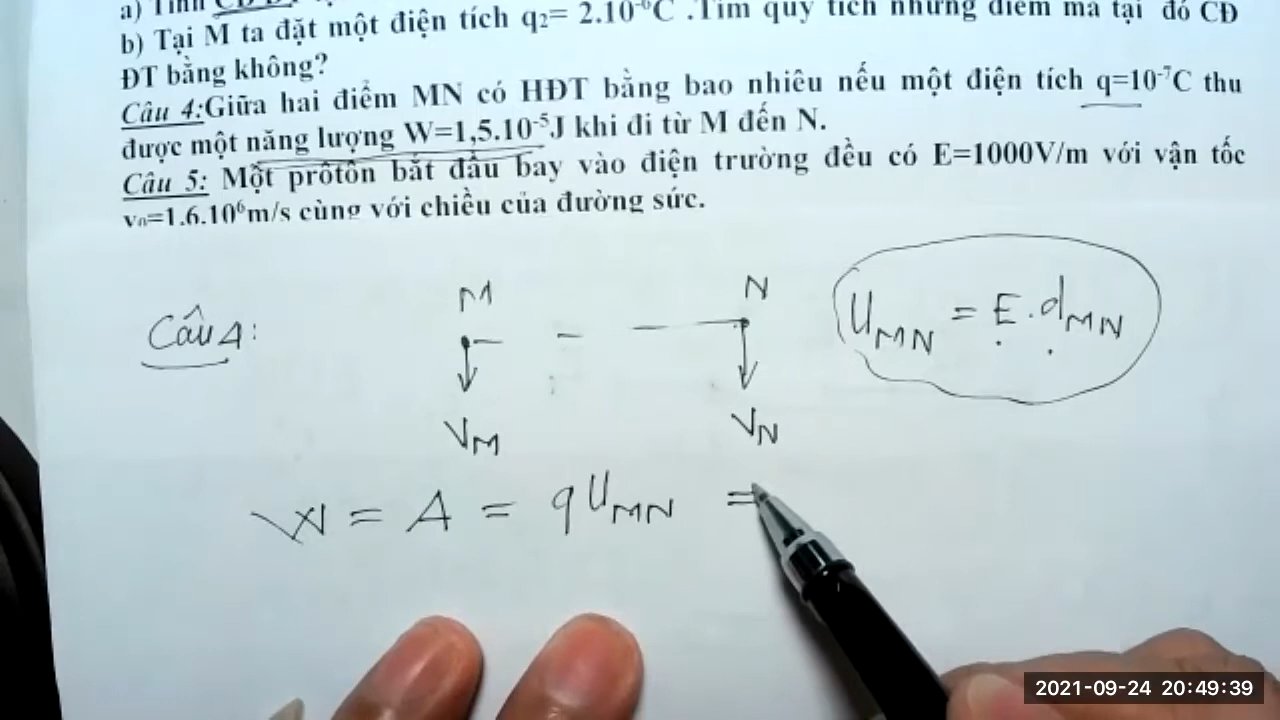 a) Tính
b) Tại M ta đặt một điện tích q₂= 2.10⁻⁶C .Tìm quỹ tích những điểm mà tại đó CĐ
ĐT bằng không?
Câu 4:Giữa hai điểm MN có HĐT bằng bao nhiêu nếu một điện tích q=10⁻⁷C thu
được một năng lượng W=1,5.10⁻⁵J khi đi từ M đến N.
Câu 5: Một prôtôn bắt đầu bay vào điện trường đều có E=1000V/m với vận tốc
v₀=1,6.10⁶m/s cùng với chiều của đường sức.
Câu 4:
M N
U_MN = E.d_MN
V_M V_N
W = A = qU_MN =
2021-09-24 20:49:39